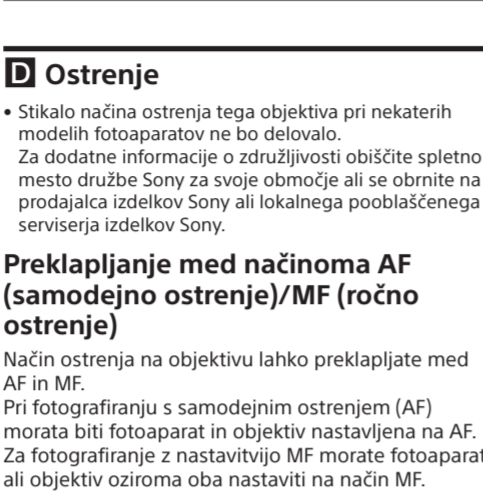 D Ostrenje
• Stikalo načina ostrenja tega objektiva pri nekaterih
modelih fotoaparatov ne bo delovalo.
Za dodatne informacije o združljivosti obiščite spletno
mesto družbe Sony za svoje območje ali se obrnite na
prodajalca izdelkov Sony ali lokalnega pooblaščenega
serviserja izdelkov Sony.
Preklapljanje med načinoma AF
(samodejno ostrenje)/MF (ročno
ostrenje)
Način ostrenja na objektivu lahko preklapljate med
AF in MF.
Pri fotografiranju s samodejnim ostrenjem (AF)
morata biti fotoaparat in objektiv nastavljena na AF.
Za fotografiranje z nastavitvijo MF morate fotoaparat
ali objektiv oziroma oba nastaviti na način MF.